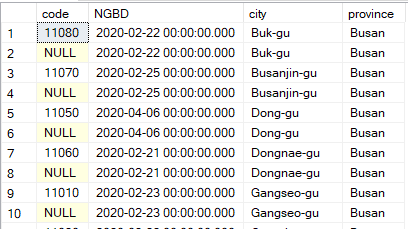 code NGBD city province
1 11080 2020-02-22 00:00:00.000 Buk-gu Busan
2 NULL 2020-02-22 00:00:00.000 Buk-gu Busan
3 11070 2020-02-25 00:00:00.000 Busanjin-gu Busan
4 NULL 2020-02-25 00:00:00.000 Busanjin-gu Busan
5 11050 2020-04-06 00:00:00.000 Dong-gu Busan
6 NULL 2020-04-06 00:00:00.000 Dong-gu Busan
7 11060 2020-02-21 00:00:00.000 Dongnae-gu Busan
8 NULL 2020-02-21 00:00:00.000 Dongnae-gu Busan
9 11010 2020-02-23 00:00:00.000 Gangseo-gu Busan
10 NULL 2020-02-23 00:00:00.000 Gangseo-gu Busan